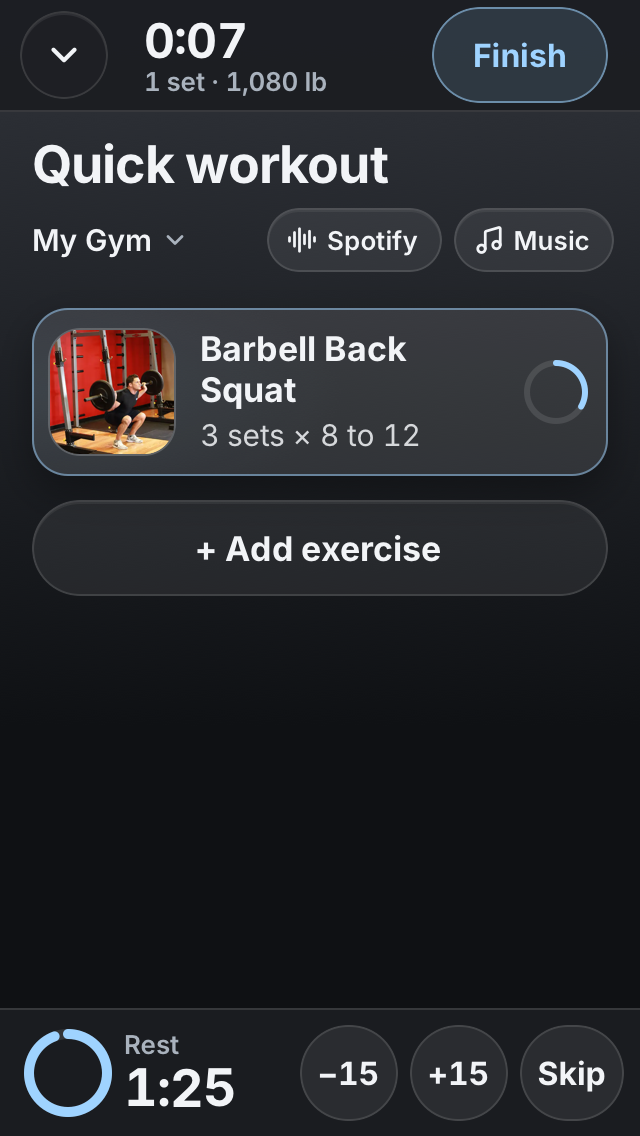 0:07
1 set · 1,080 lb
Finish
Quick workout
My Gym
Spotify
Music
Barbell Back
Squat
3 sets × 8 to 12
+ Add exercise
Rest
1:25
−15
+15
Skip